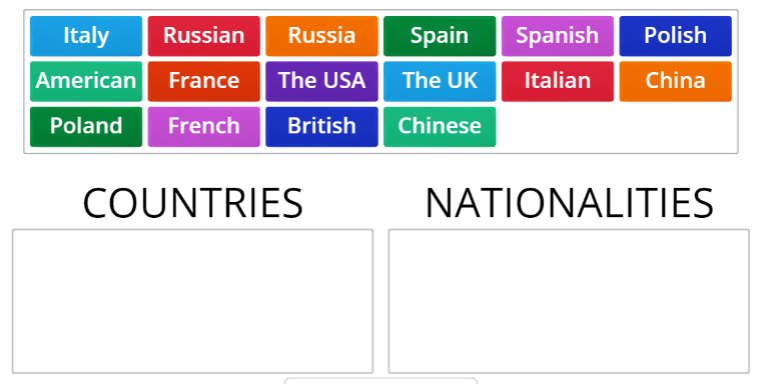 Italy Russian Russia Spain Spanish Polish
American France The USA The UK Italian China
Poland French British Chinese
COUNTRIES NATIONALITIES